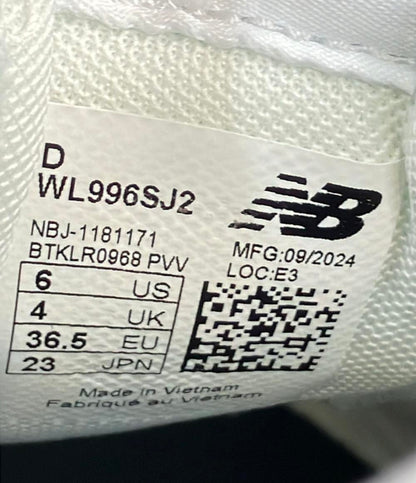 D
WL996SJ2
NB
NBJ-1181171
BTKLR0968 PVV
MFG:09/2024
LOC:E3
6 US
4 UK
36.5 EU
23 JPN
Made in Vietnam
Fabriqué au Vietnam